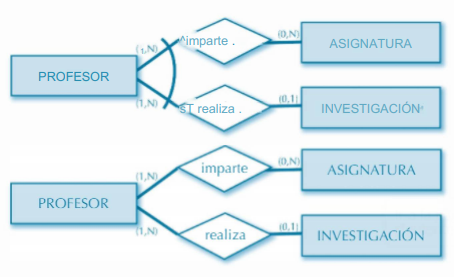 ^imparte .
(0,N)
ASIGNATURA
(1,N)
PROFESOR
(1,N)
§T realiza .
(0,1)
INVESTIGACIÓN
(1,N)
imparte
(0,N)
ASIGNATURA
PROFESOR
(1,N)
realiza
(0,1)
INVESTIGACIÓN